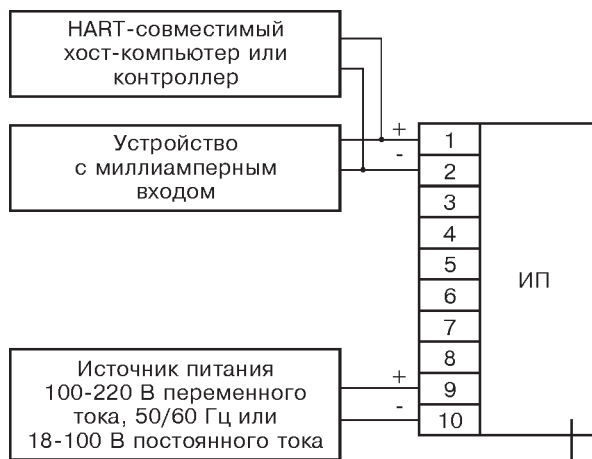 HART-совместимый
хост-компьютер или
контроллер
Устройство
с миллиамперным
входом
+
-
1
2
3
4
5
6
7
8
9
10
ИП
Источник питания
100-220 В переменного
тока, 50/60 Гц или
18-100 В постоянного тока
+
-